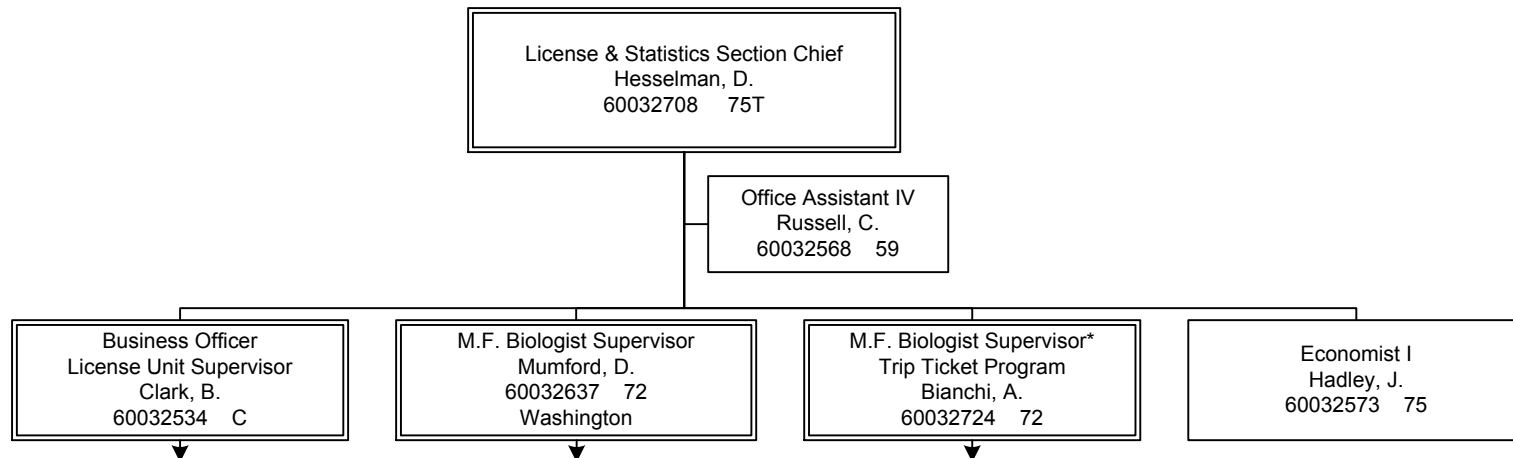 License & Statistics Section Chief
Hesselman, D.
60032708 75T
Office Assistant IV
Russell, C.
60032568 59
Business Officer
License Unit Supervisor
Clark, B.
60032534 C
M.F. Biologist Supervisor
Mumford, D.
60032637 72
Washington
M.F. Biologist Supervisor*
Trip Ticket Program
Bianchi, A.
60032724 72
Economist I
Hadley, J.
60032573 75